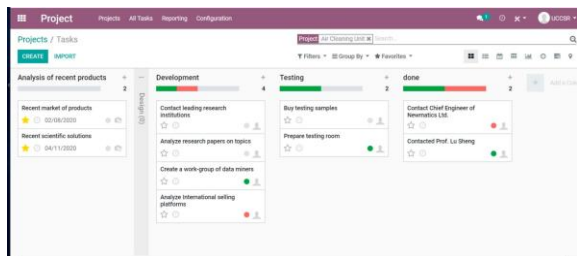 Project Projects All Tasks Reporting Configuration
UCCSR
Projects / Tasks
Project Air Cleaning Unit × Search...
CREATE IMPORT
Filters Group By Favorites
Analysis of recent products +
2
Recent market of products
02/08/2020
Recent scientific solutions
04/11/2020
Design (0)
Development +
4
Contact leading research
institutions
Analyze research papers on topics
Create a work-group of data miners
Analyze International selling
platforms
Testing +
2
Buy testing samples
Prepare testing room
done +
2
Contact Chief Engineer of
Newmatics Ltd.
Contacted Prof. Lu Sheng